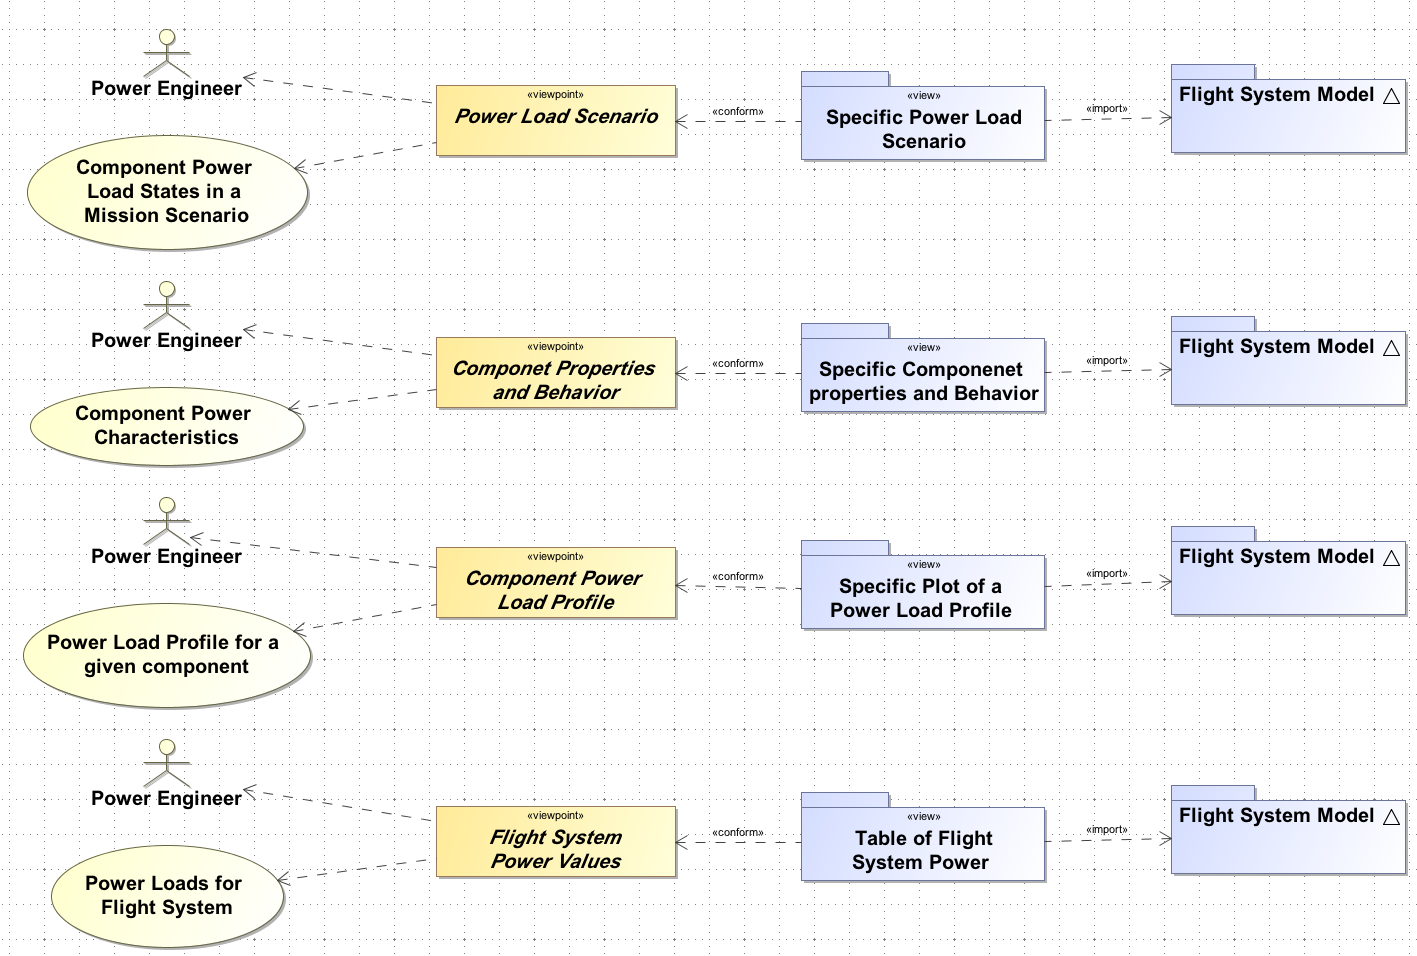 Power Engineer
Component Power
Load States in a
Mission Scenario
«viewpoint»
Power Load Scenario
«conform»
«view»
Specific Power Load
Scenario
«import»
Flight System Model
Power Engineer
Component Power
Characteristics
«viewpoint»
Componet Properties
and Behavior
«conform»
«view»
Specific Componenet
properties and Behavior
«import»
Flight System Model
Power Engineer
Power Load Profile for a
given component
«viewpoint»
Component Power
Load Profile
«conform»
«view»
Specific Plot of a
Power Load Profile
«import»
Flight System Model
Power Engineer
Power Loads for
Flight System
«viewpoint»
Flight System
Power Values
«conform»
«view»
Table of Flight
System Power
«import»
Flight System Model